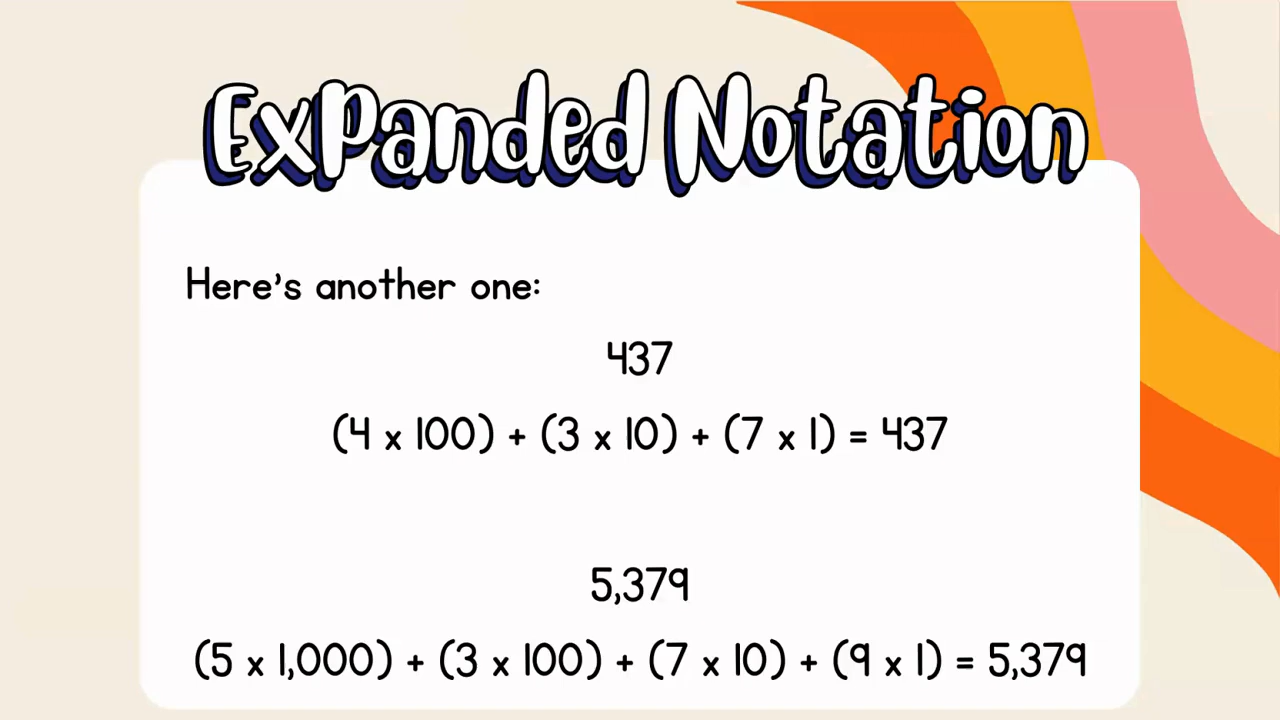 Expanded Notation
Here's another one:
437
(4 x 100) + (3 x 10) + (7 x 1) = 437
5,379
(5 x 1,000) + (3 x 100) + (7 x 10) + (9 x 1) = 5,379